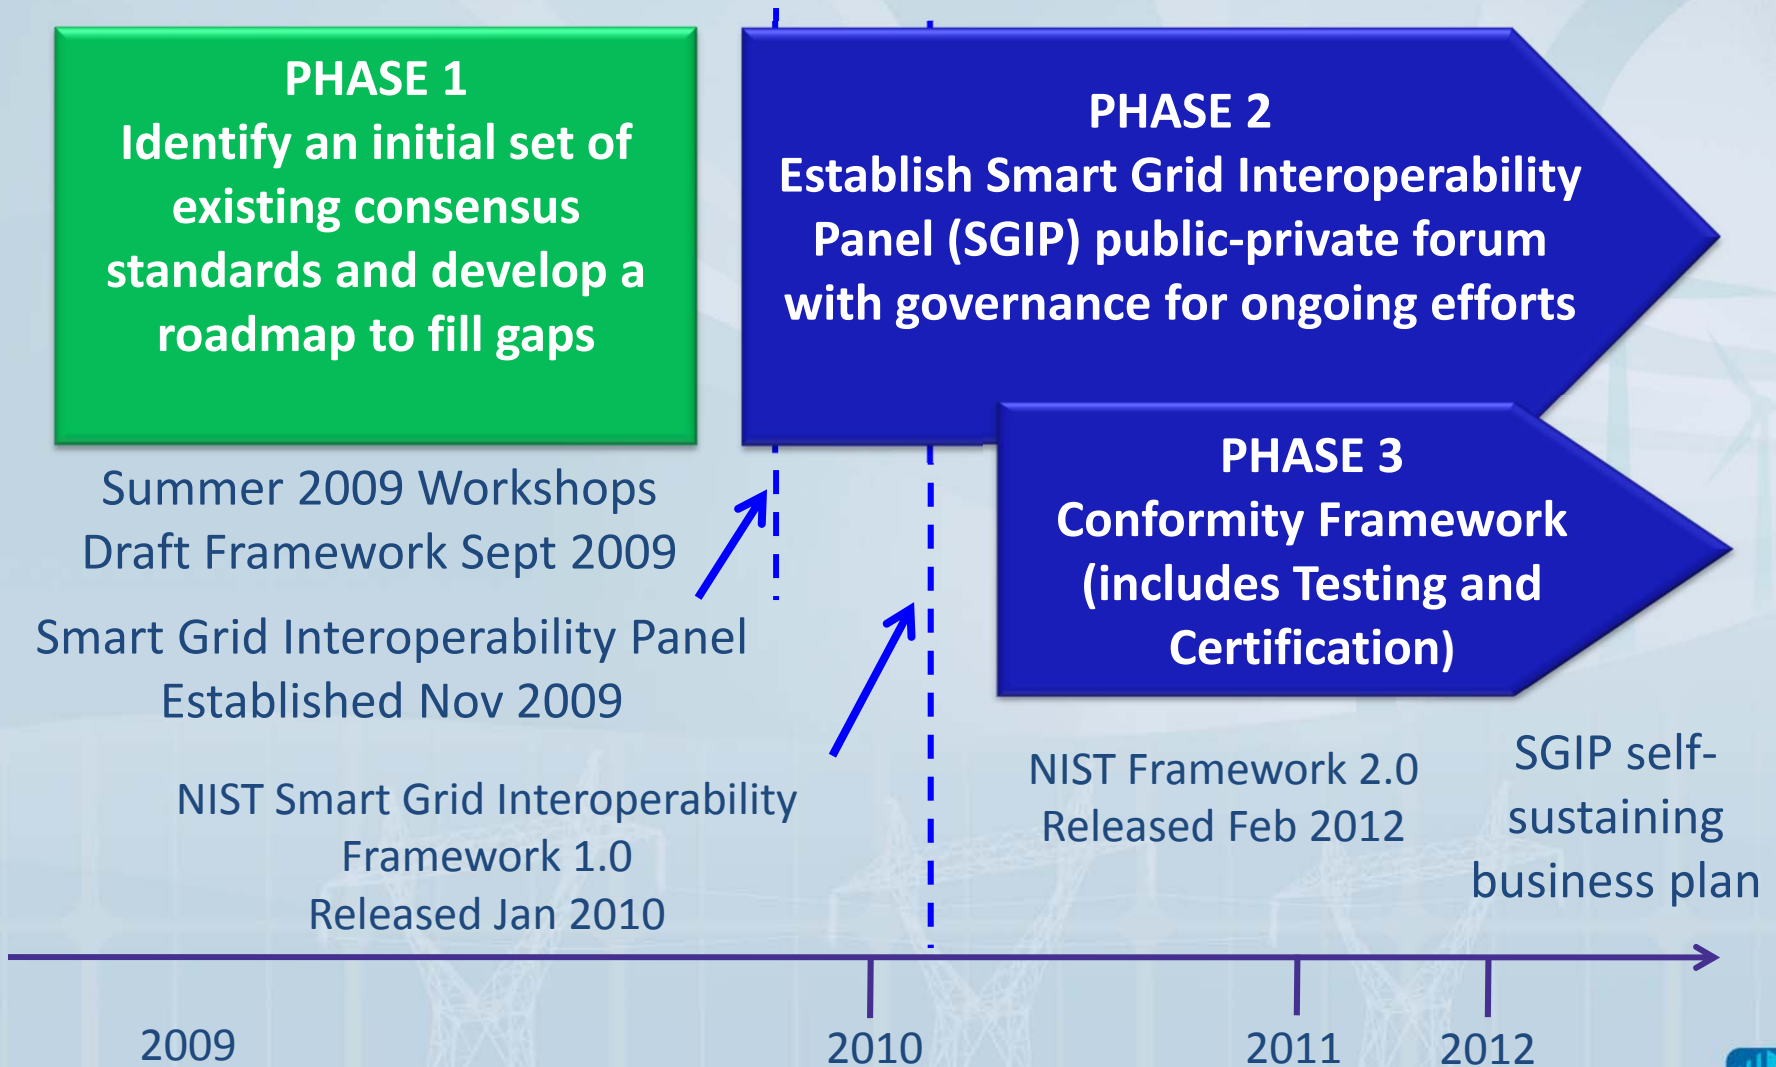 PHASE 1
Identify an initial set of
existing consensus
standards and develop a
roadmap to fill gaps
PHASE 2
Establish Smart Grid Interoperability
Panel (SGIP) public-private forum
with governance for ongoing efforts
PHASE 3
Conformity Framework
(includes Testing and
Certification)
Summer 2009 Workshops
Draft Framework Sept 2009
Smart Grid Interoperability Panel
Established Nov 2009
NIST Smart Grid Interoperability
Framework 1.0
Released Jan 2010
NIST Framework 2.0
Released Feb 2012
SGIP self-
sustaining
business plan
2009
2010
2011
2012